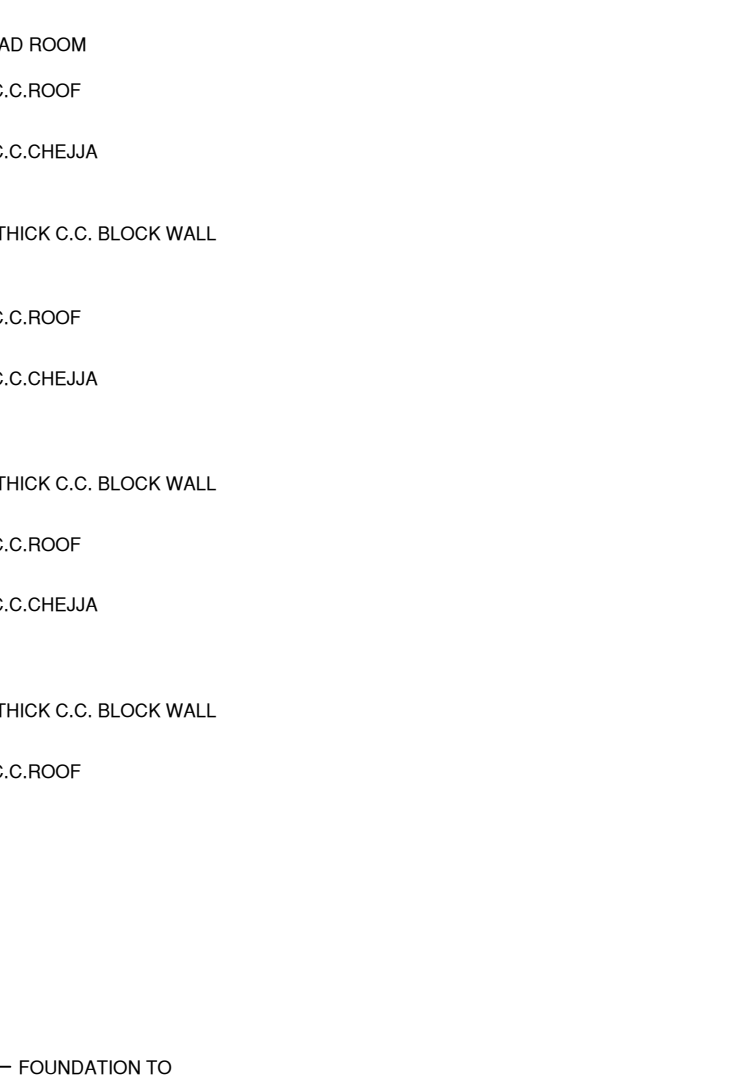 AD ROOM
C.C.ROOF
C.C.CHEJJA
THICK C.C. BLOCK WALL
C.C.ROOF
C.C.CHEJJA
THICK C.C. BLOCK WALL
C.C.ROOF
C.C.CHEJJA
THICK C.C. BLOCK WALL
C.C.ROOF
FOUNDATION TO